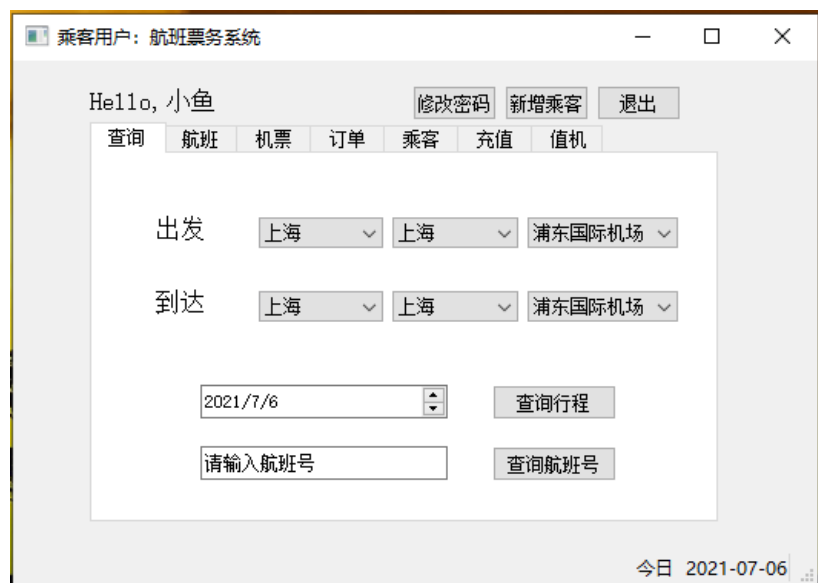 乘客用户：航班票务系统
Hello,小鱼 修改密码 新增乘客 退出
查询 航班 机票 订单 乘客 充值 值机
出发 上海 上海 浦东国际机场
到达 上海 上海 浦东国际机场
2021/7/6 查询行程
请输入航班号 查询航班号
今日 2021-07-06